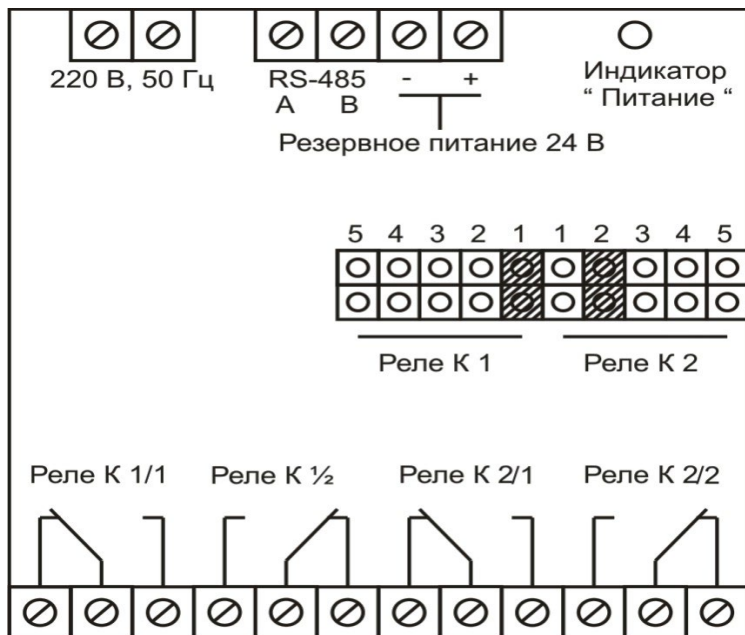 220 В, 50 Гц
RS-485
А В
- +
Резервное питание 24 В
Индикатор
“ Питание “
5 4 3 2 1 1 2 3 4 5
Реле К 1 Реле К 2
Реле К 1/1 Реле К ½ Реле К 2/1 Реле К 2/2